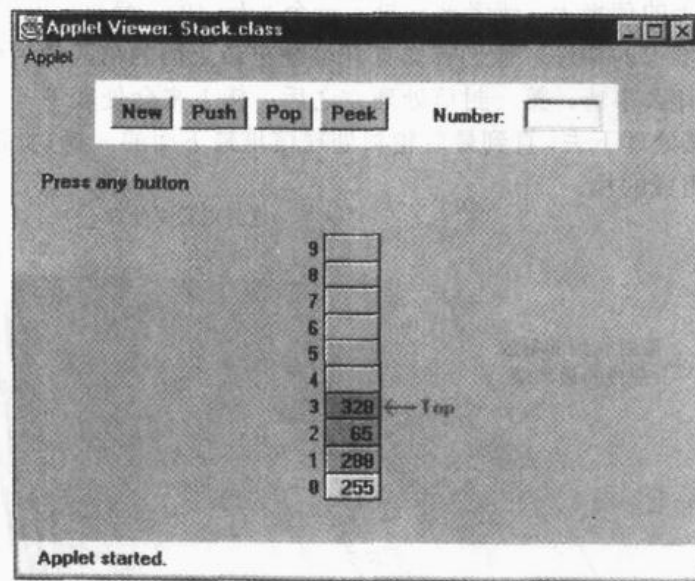 Applet Viewer: Stack.class
Applet
New Push Pop Peek Number:
Press any button
9
8
7
6
5
4
3 328 Top
2 65
1 288
0 255
Applet started.